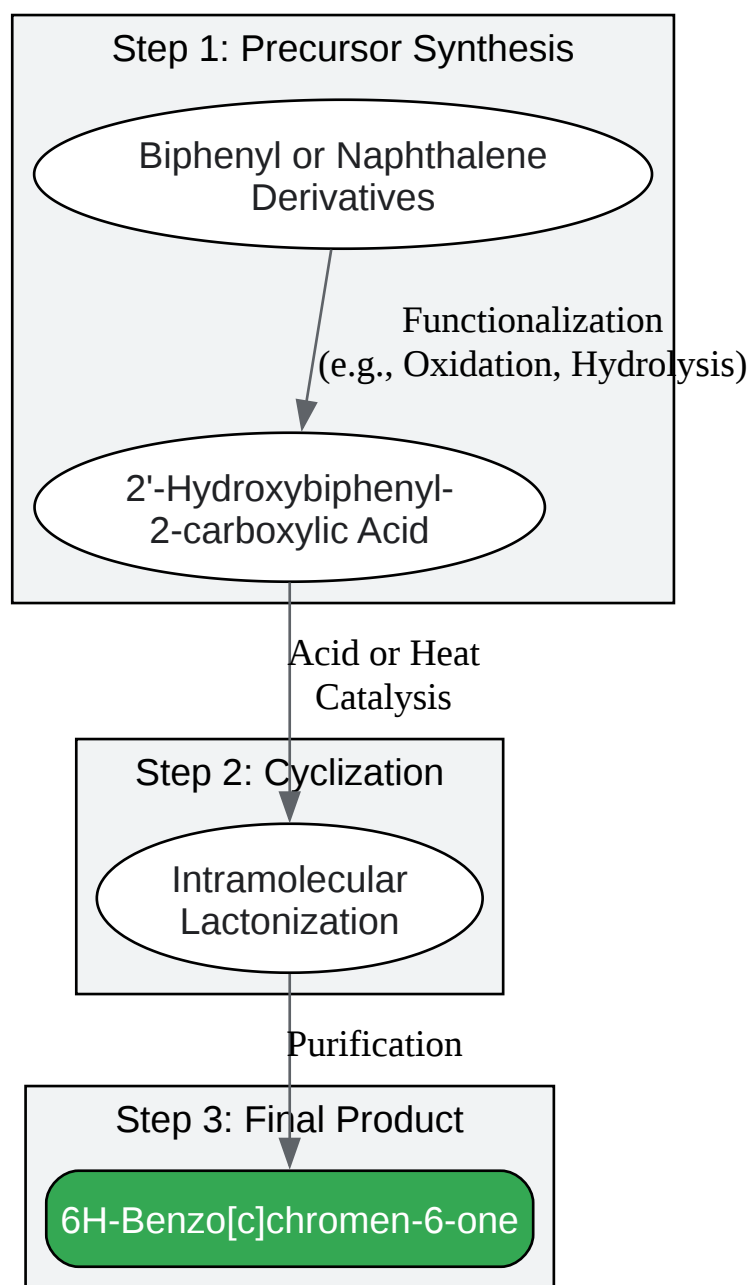 Step 1: Precursor Synthesis
Biphenyl or Naphthalene
Derivatives
Functionalization
(e.g., Oxidation, Hydrolysis)
2'-Hydroxybiphenyl-
2-carboxylic Acid
Acid or Heat
Catalysis
Step 2: Cyclization
Intramolecular
Lactonization
Purification
Step 3: Final Product
6H-Benzo[c]chromen-6-one